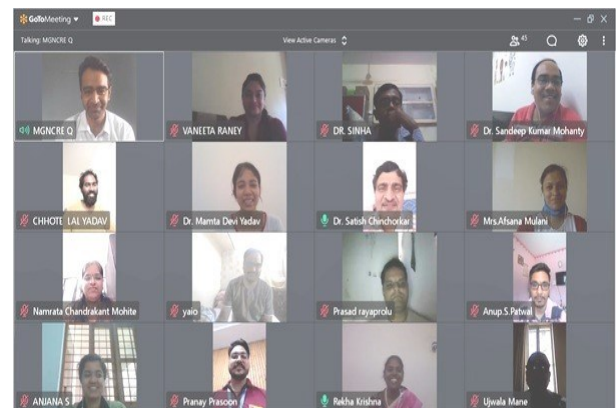 GoToMeeting
REC
Talking: MGNCRE Q
View Active Cameras
45
MGNCRE Q
VANEETA RANEY
DR. SINHA
Dr. Sandeep Kumar Mohanty
CHHOTE LAL YADAV
Dr. Mamta Devi Yadav
Dr. Satish Chinchorkar
Mrs.Afsana Mulani
Namrata Chandrakant Mohite
yaio
Prasad rayaprolu
Anup.S.Patwal
ANJANA S
Pranay Prasoon
Rekha Krishna
Ujwala Mane